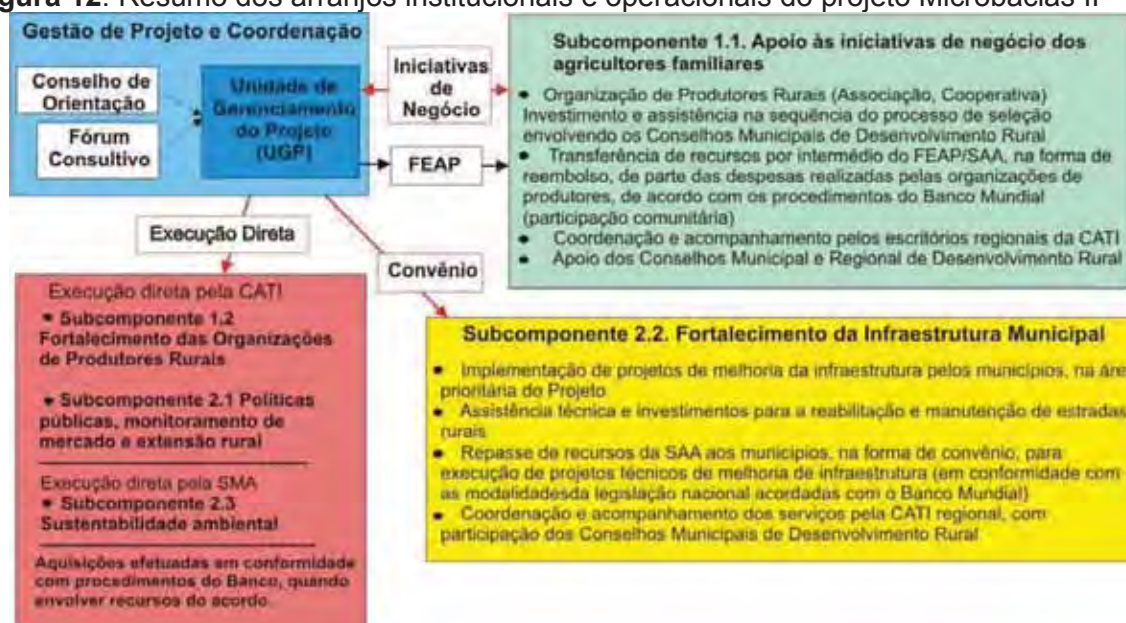 gura 12: Resumo dos arranjos institucionais e operacionais do projeto Microbacias II
Gestão de Projeto e Coordenação
Conselho de
Orientação
Fórum
Consultivo
Unidade de
Gerenciamento
do Projeto
(UGP)
Iniciativas
de
Negócio
FEAP
Subcomponente 1.1. Apoio às iniciativas de negócio dos
agricultores familiares
• Organização de Produtores Rurais (Associação, Cooperativa)
Investimento e assistência na sequência do processo de seleção
envolvendo os Conselhos Municipais de Desenvolvimento Rural
• Transferência de recursos por intermédio do FEAP/SAA, na forma de
reembolso, de parte das despesas realizadas pelas organizações de
produtores, de acordo com os procedimentos do Banco Mundial
(participação comunitária)
• Coordenação e acompanhamento pelos escritórios regionais da CATI
• Apoio dos Conselhos Municipal e Regional de Desenvolvimento Rural
Execução Direta
Convênio
Execução direta pela CATI
• Subcomponente 1.2
Fortalecimento das Organizações
de Produtores Rurais
• Subcomponente 2.1 Políticas
públicas, monitoramento de
mercado e extensão rural
Execução direta pela SMA
• Subcomponente 2.3
Sustentabilidade ambiental
Aquisições efetuadas em conformidade
com procedimentos do Banco, quando
envolver recursos do acordo.
Subcomponente 2.2. Fortalecimento da Infraestrutura Municipal
• Implementação de projetos de melhoria da infraestrutura pelos municípios, na áre
prioritária do Projeto
• Assistência técnica e investimentos para a reabilitação e manutenção de estradas
rurais
• Repasse de recursos da SAA aos municípios, na forma de convênio, para
execução de projetos técnicos de melhoria de infraestrutura (em conformidade com
as modalidadesda legislação nacional acordadas com o Banco Mundial)
• Coordenação e acompanhamento dos serviços pela CATI regional, com
participação dos Conselhos Municipais de Desenvolvimento Rural